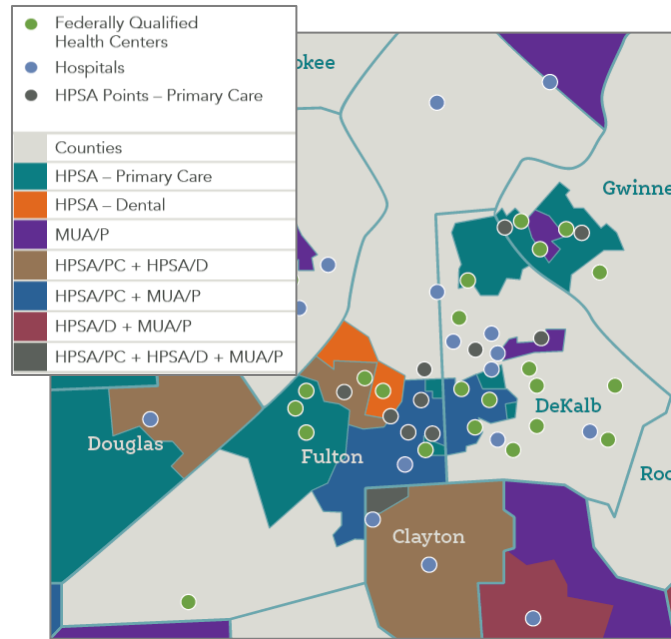 Federally Qualified
Health Centers
Hospitals
HPSA Points – Primary Care
Counties
HPSA – Primary Care
HPSA – Dental
MUA/P
HPSA/PC + HPSA/D
HPSA/PC + MUA/P
HPSA/D + MUA/P
HPSA/PC + HPSA/D + MUA/P
okee
Gwinne
DeKalb
Douglas
Fulton
Roc
Clayton